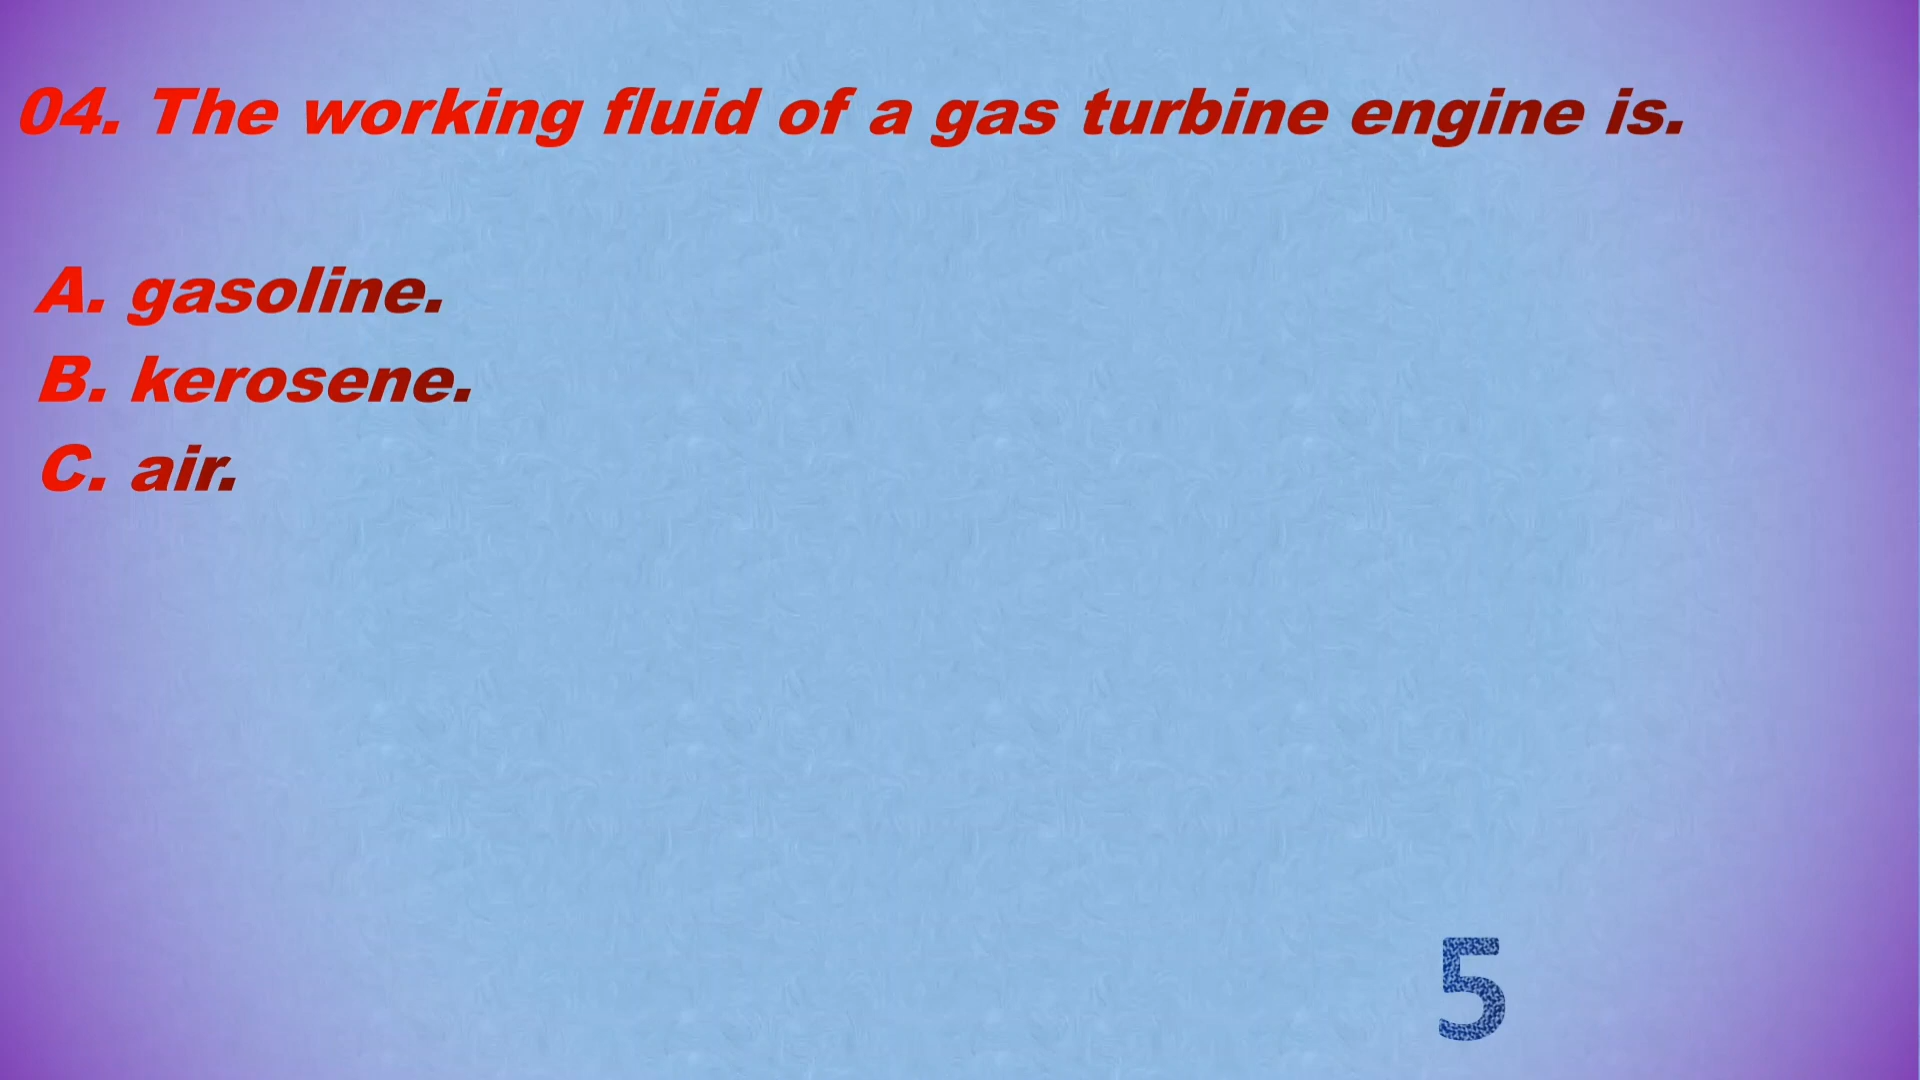 04. The working fluid of a gas turbine engine is.
A. gasoline.
B. kerosene.
C. air.
5